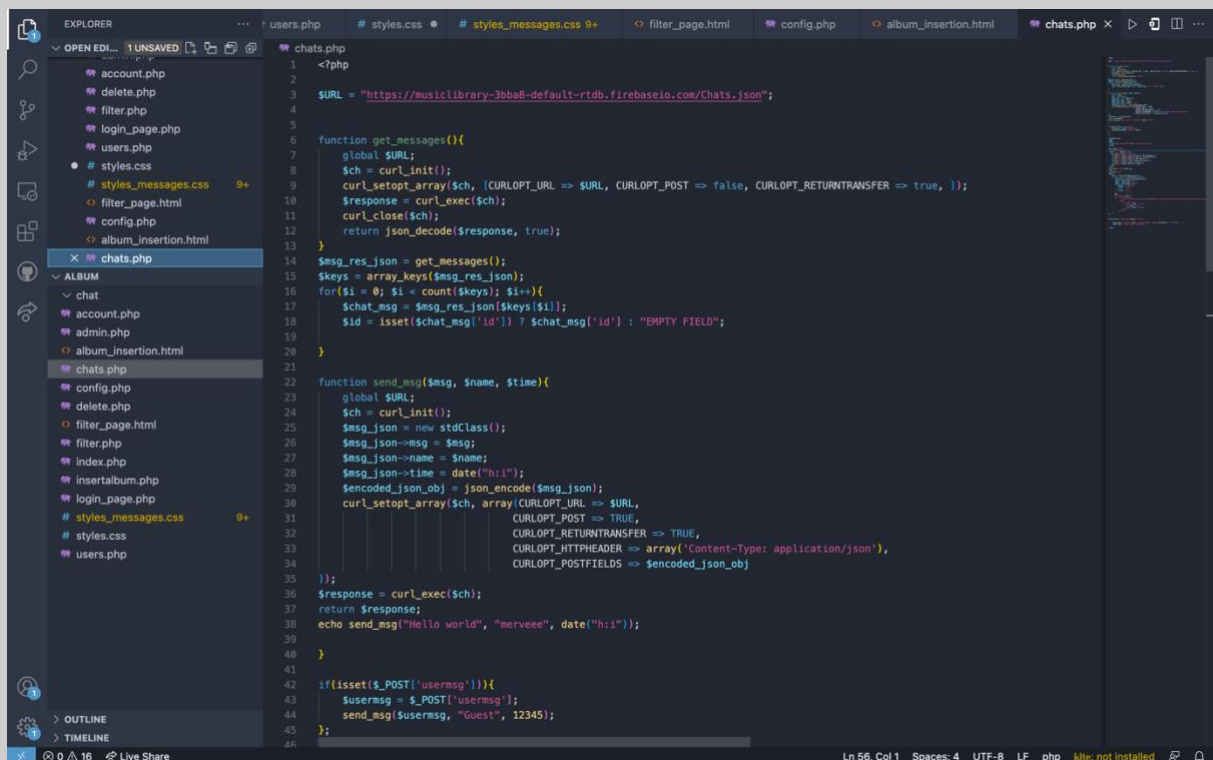 EXPLORER
users.php
# styles.css
# styles_messages.css 9+
filter_page.html
config.php
album_insertion.html
chats.php
OPEN EDI... 1 UNSAVED
chats.php
account.php
delete.php
filter.php
login_page.php
users.php
# styles.css
# styles_messages.css 9+
filter_page.html
config.php
album_insertion.html
chats.php
ALBUM
chat
account.php
admin.php
album_insertion.html
chats.php
config.php
delete.php
filter_page.html
filter.php
index.php
insertalbum.php
login_page.php
# styles_messages.css 9+
# styles.css
users.php
OUTLINE
TIMELINE
1 <?php
2
3 $URL = "https://musiclibrary-3bba8-default-rtdb.firebaseio.com/Chats.json";
4
5
6 function get_messages(){
7 global $URL;
8 $ch = curl_init();
9 curl_setopt_array($ch, [CURLOPT_URL => $URL, CURLOPT_POST => false, CURLOPT_RETURNTRANSFER => true, ]);
10 $response = curl_exec($ch);
11 curl_close($ch);
12 return json_decode($response, true);
13 }
14 $msg_res_json = get_messages();
15 $keys = array_keys($msg_res_json);
16 for($i = 0; $i < count($keys); $i++){
17 $chat_msg = $msg_res_json[$keys[$i]];
18 $id = isset($chat_msg['id']) ? $chat_msg['id'] : "EMPTY FIELD";
19
20 }
21
22 function send_msg($msg, $name, $time){
23 global $URL;
24 $ch = curl_init();
25 $msg_json = new stdClass();
26 $msg_json->msg = $msg;
27 $msg_json->name = $name;
28 $msg_json->time = date("h:i");
29 $encoded_json_obj = json_encode($msg_json);
30 curl_setopt_array($ch, array(CURLOPT_URL => $URL,
31 CURLOPT_POST => TRUE,
32 CURLOPT_RETURNTRANSFER => TRUE,
33 CURLOPT_HTTPHEADER => array('Content-Type: application/json'),
34 CURLOPT_POSTFIELDS => $encoded_json_obj
35 ));
36 $response = curl_exec($ch);
37 return $response;
38 echo send_msg("Hello world", "merveee", date("h:i"));
39
40 }
41
42 if(isset($_POST['usermsg'])){
43 $usermsg = $_POST['usermsg'];
44 send_msg($usermsg, "Guest", 12345);
45 };
46
0 16 Live Share
Ln 56, Col 1 Spaces: 4 UTF-8 LF php kite: not installed